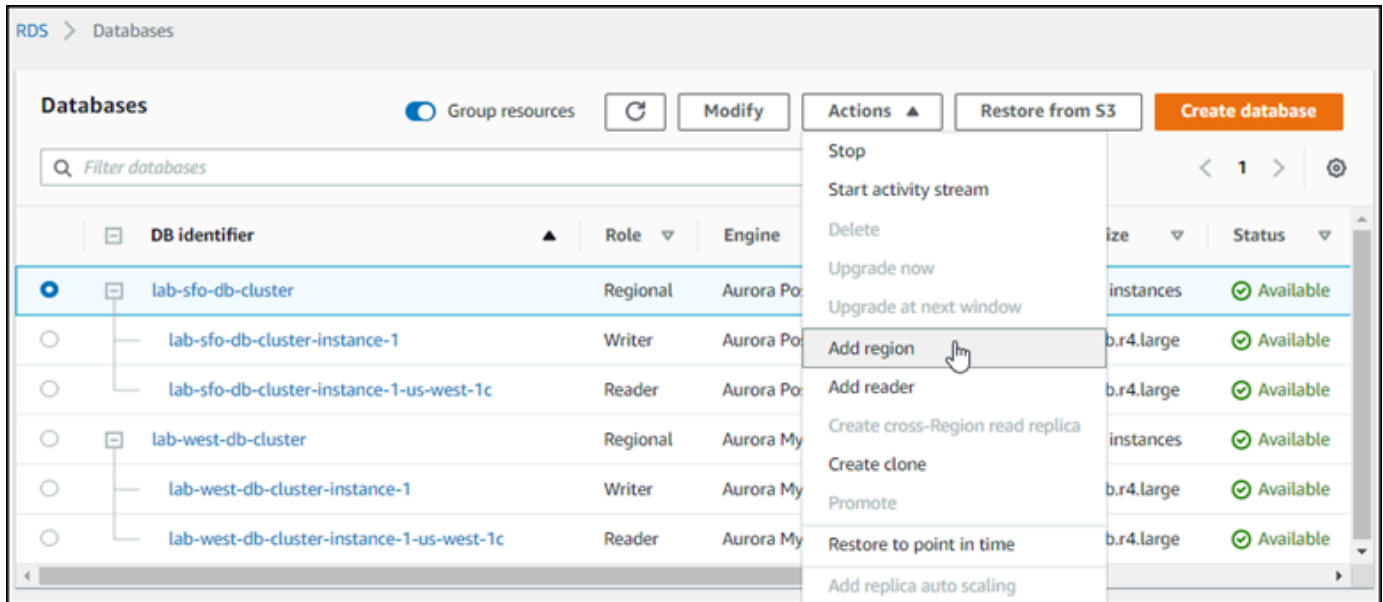 RDS > Databases
Databases Group resources Modify Actions Restore from S3 Create database
Filter databases < 1 >
Stop
Start activity stream
Delete
Upgrade now
Upgrade at next window
Add region
Add reader
Create cross-Region read replica
Create clone
Promote
Restore to point in time
Add replica auto scaling
DB identifier Role Engine ize Status
lab-sfo-db-cluster Regional Aurora Po instances Available
lab-sfo-db-cluster-instance-1 Writer Aurora Po b.r4.large Available
lab-sfo-db-cluster-instance-1-us-west-1c Reader Aurora Po b.r4.large Available
lab-west-db-cluster Regional Aurora My instances Available
lab-west-db-cluster-instance-1 Writer Aurora My b.r4.large Available
lab-west-db-cluster-instance-1-us-west-1c Reader Aurora My b.r4.large Available